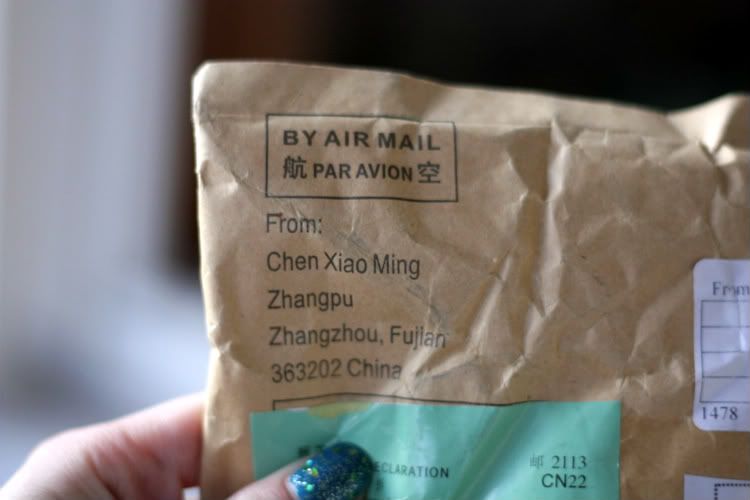 BY AIR MAIL
航 PAR AVION 空
From:
Chen Xiao Ming
Zhangpu
Zhangzhou, Fujian
363202 China
ECLARATION
邮 2113
CN22
From
1478